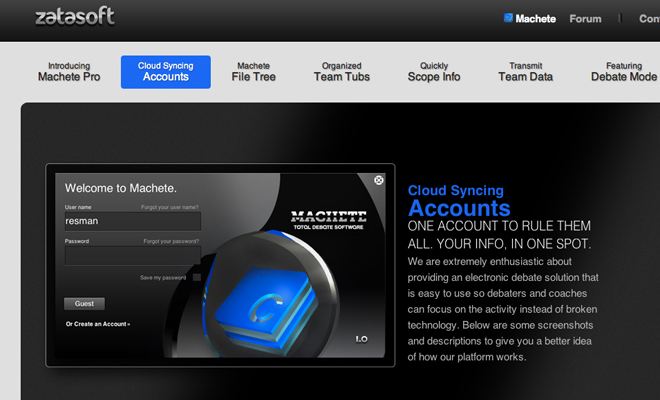 zatasoft
Machete Forum
Introducing
Machete Pro
Cloud Syncing
Accounts
Machete
File Tree
Organized
Team Tubs
Quickly
Scope Info
Transmit
Team Data
Featuring
Debate Mode
Welcome to Machete.
User name Forgot your user name?
resman
Password Forgot your password?
Save my password
Guest
Or Create an Account »
MACHETE
TOTOL DEBATE SOFTWARE
1.0
Cloud Syncing
Accounts
ONE ACCOUNT TO RULE THEM
ALL. YOUR INFO, IN ONE SPOT.
We are extremely enthusiastic about
providing an electronic debate solution that
is easy to use so debaters and coaches
can focus on the activity instead of broken
technology. Below are some screenshots
and descriptions to give you a better idea
of how our platform works.